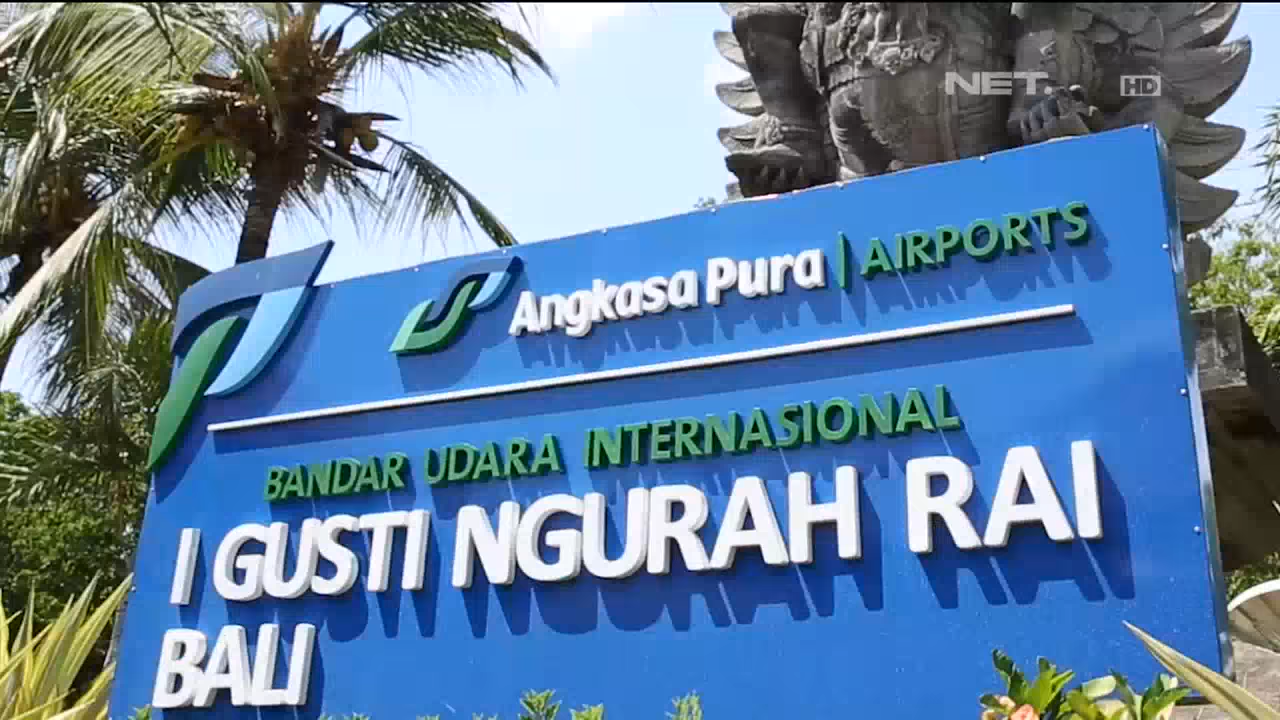 NET. HD
Angkasa Pura | AIRPORTS
BANDAR UDARA INTERNASIONAL
I GUSTI NGURAH RAI
BALI